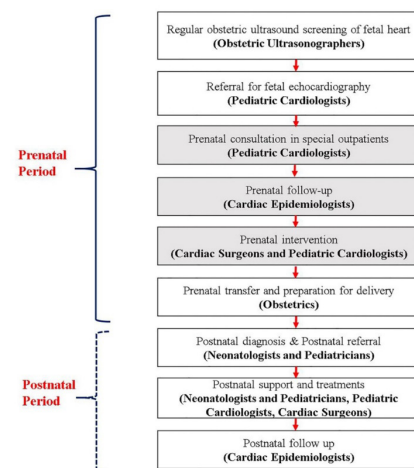 Regular obstetric ultrasound screening of fetal heart
(Obstetric Ultrasonographers)
Referral for fetal echocardiography
(Pediatric Cardiologists)
Prenatal consultation in special outpatients
(Pediatric Cardiologists)
Prenatal
Period
Prenatal follow-up
(Cardiac Epidemiologists)
Prenatal intervention
(Cardiac Surgeons and Pediatric Cardiologists)
Prenatal transfer and preparation for delivery
(Obstetrics)
Postnatal diagnosis & Postnatal referral
(Neonatologists and Pediatricians)
Postnatal
Period
Postnatal support and treatments
(Neonatologists and Pediatricians, Pediatric
Cardiologists, Cardiac Surgeons)
Postnatal follow up
(Cardiac Epidemiologists)